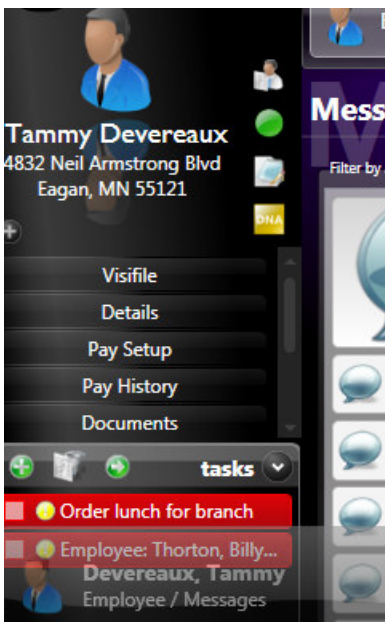 Tammy Devereaux
4832 Neil Armstrong Blvd
Eagan, MN 55121
DNA
Mess
Filter by
Visifile
Details
Pay Setup
Pay History
Documents
tasks
Order lunch for branch
Employee: Thorton, Billy...
Devereaux, Tammy
Employee / Messages